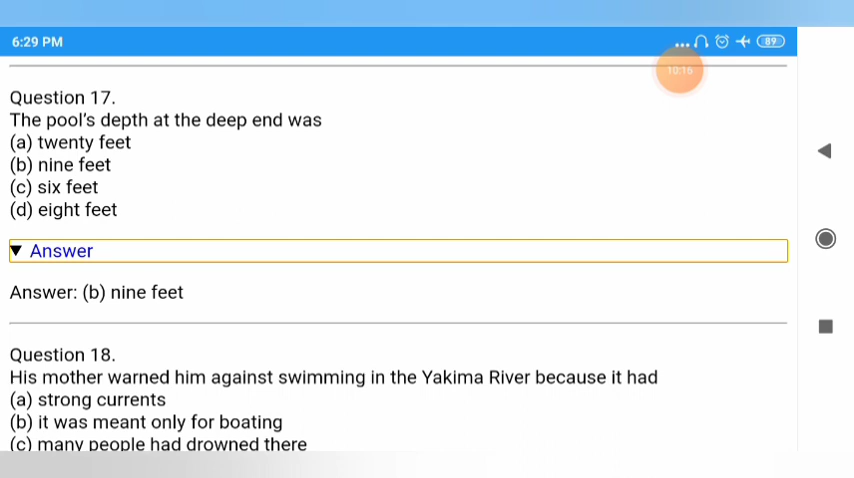 6:29 PM
89
10:16
Question 17.
The pool's depth at the deep end was
(a) twenty feet
(b) nine feet
(c) six feet
(d) eight feet
Answer
Answer: (b) nine feet
Question 18.
His mother warned him against swimming in the Yakima River because it had
(a) strong currents
(b) it was meant only for boating
(c) many people had drowned there